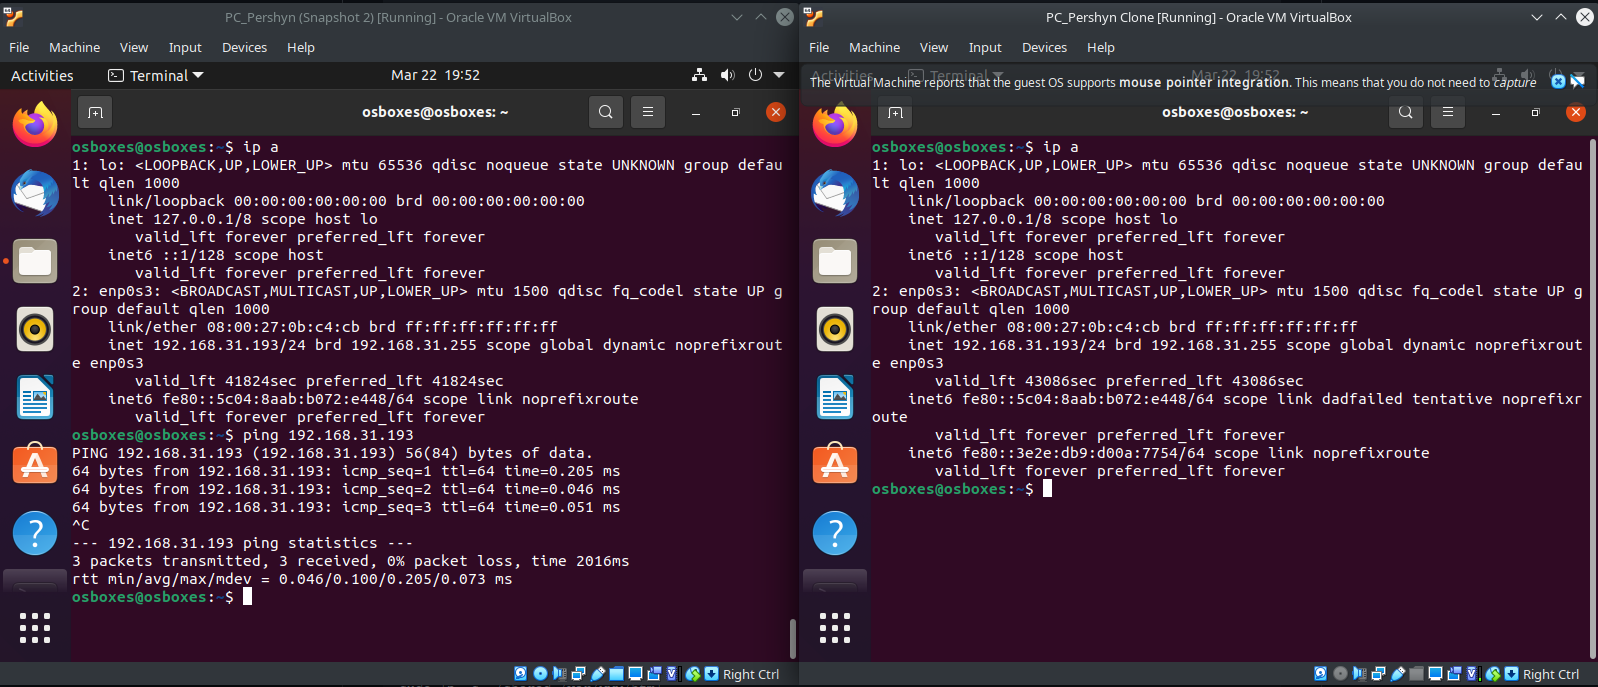 PC_Pershyn (Snapshot 2) [Running] - Oracle VM VirtualBox
File Machine View Input Devices Help
Activities Terminal Mar 22 19:52
osboxes@osboxes: ~
osboxes@osboxes:~$ ip a
1: lo: <LOOPBACK,UP,LOWER_UP> mtu 65536 qdisc noqueue state UNKNOWN group defau
lt qlen 1000
link/loopback 00:00:00:00:00:00 brd 00:00:00:00:00:00
inet 127.0.0.1/8 scope host lo
valid_lft forever preferred_lft forever
inet6 ::1/128 scope host
valid_lft forever preferred_lft forever
2: enp0s3: <BROADCAST,MULTICAST,UP,LOWER_UP> mtu 1500 qdisc fq_codel state UP g
roup default qlen 1000
link/ether 08:00:27:0b:c4:cb brd ff:ff:ff:ff:ff:ff
inet 192.168.31.193/24 brd 192.168.31.255 scope global dynamic noprefixrout
e enp0s3
valid_lft 41824sec preferred_lft 41824sec
inet6 fe80::5c04:8aab:b072:e448/64 scope link noprefixroute
valid_lft forever preferred_lft forever
osboxes@osboxes:~$ ping 192.168.31.193
PING 192.168.31.193 (192.168.31.193) 56(84) bytes of data.
64 bytes from 192.168.31.193: icmp_seq=1 ttl=64 time=0.205 ms
64 bytes from 192.168.31.193: icmp_seq=2 ttl=64 time=0.046 ms
64 bytes from 192.168.31.193: icmp_seq=3 ttl=64 time=0.051 ms
^C
--- 192.168.31.193 ping statistics ---
3 packets transmitted, 3 received, 0% packet loss, time 2016ms
rtt min/avg/max/mdev = 0.046/0.100/0.205/0.073 ms
osboxes@osboxes:~$
Right Ctrl
PC_Pershyn Clone [Running] - Oracle VM VirtualBox
File Machine View Input Devices Help
Activities Terminal Mar 22 19:52
The Virtual Machine reports that the guest OS supports mouse pointer integration. This means that you do not need to capture
osboxes@osboxes: ~
osboxes@osboxes:~$ ip a
1: lo: <LOOPBACK,UP,LOWER_UP> mtu 65536 qdisc noqueue state UNKNOWN group defau
lt qlen 1000
link/loopback 00:00:00:00:00:00 brd 00:00:00:00:00:00
inet 127.0.0.1/8 scope host lo
valid_lft forever preferred_lft forever
inet6 ::1/128 scope host
valid_lft forever preferred_lft forever
2: enp0s3: <BROADCAST,MULTICAST,UP,LOWER_UP> mtu 1500 qdisc fq_codel state UP g
roup default qlen 1000
link/ether 08:00:27:0b:c4:cb brd ff:ff:ff:ff:ff:ff
inet 192.168.31.193/24 brd 192.168.31.255 scope global dynamic noprefixrout
e enp0s3
valid_lft 43086sec preferred_lft 43086sec
inet6 fe80::5c04:8aab:b072:e448/64 scope link dadfailed tentative noprefixr
oute
valid_lft forever preferred_lft forever
inet6 fe80::3e2e:db9:d00a:7754/64 scope link noprefixroute
valid_lft forever preferred_lft forever
osboxes@osboxes:~$
Right Ctrl